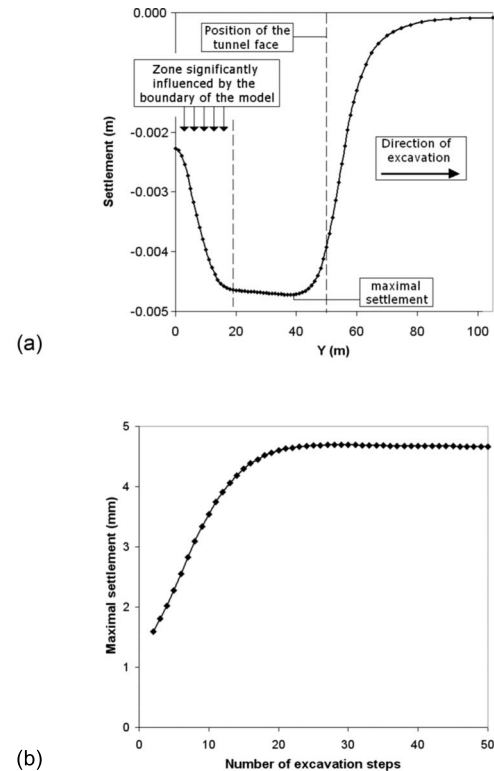 0.000
-0.002
-0.003
-0.004
-0.005
Settlement (m)
Position of the
tunnel face
Zone significantly
influenced by the
boundary of the model
Direction of
excavation
maximal
settlement
0 20 40 60 80 100
Y (m)
(a)
5
4
3
2
1
0
Maximal settlement (mm)
0 10 20 30 40 50
Number of excavation steps
(b)